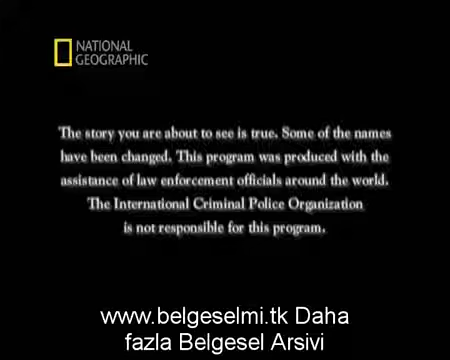 NATIONAL
GEOGRAPHIC
The story you are about to see is true. Some of the names
have been changed. This program was produced with the
assistance of law enforcement officials around the world.
The International Criminal Police Organization
is not responsible for this program.
www.belgeselmi.tk Daha
fazla Belgesel Arsivi